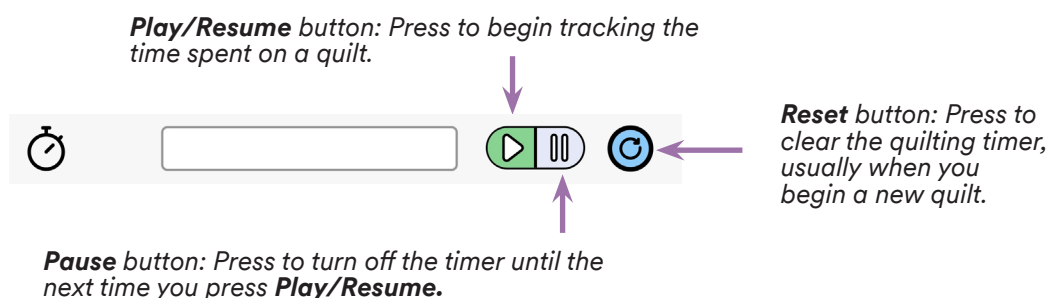 Play/Resume button: Press to begin tracking the
time spent on a quilt.
Reset button: Press to
clear the quilting timer,
usually when you
begin a new quilt.
Pause button: Press to turn off the timer until the
next time you press Play/Resume.